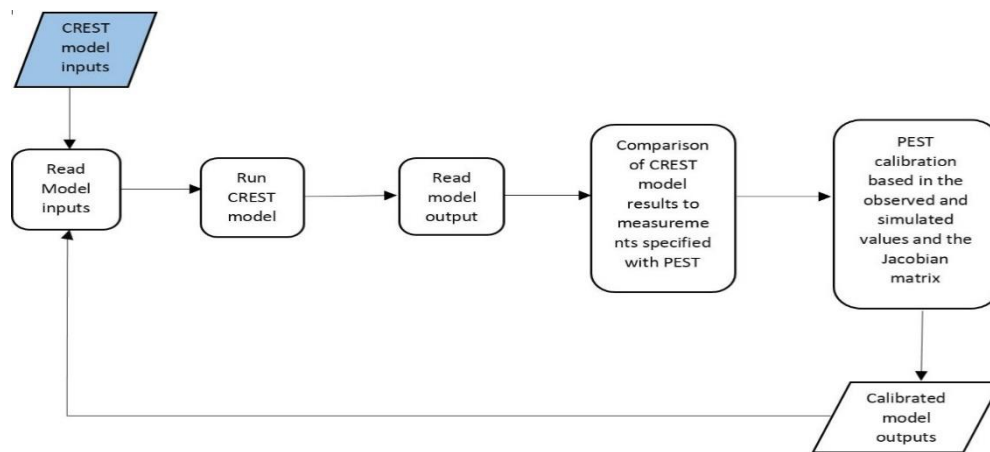 CREST
model
inputs
Read
Model
inputs
Run
CREST
model
Read
model
output
Comparison
of CREST
model
results to
measureme
nts specified
with PEST
PEST
calibration
based in the
observed and
simulated
values and the
Jacobian
matrix
Calibrated
model
outputs